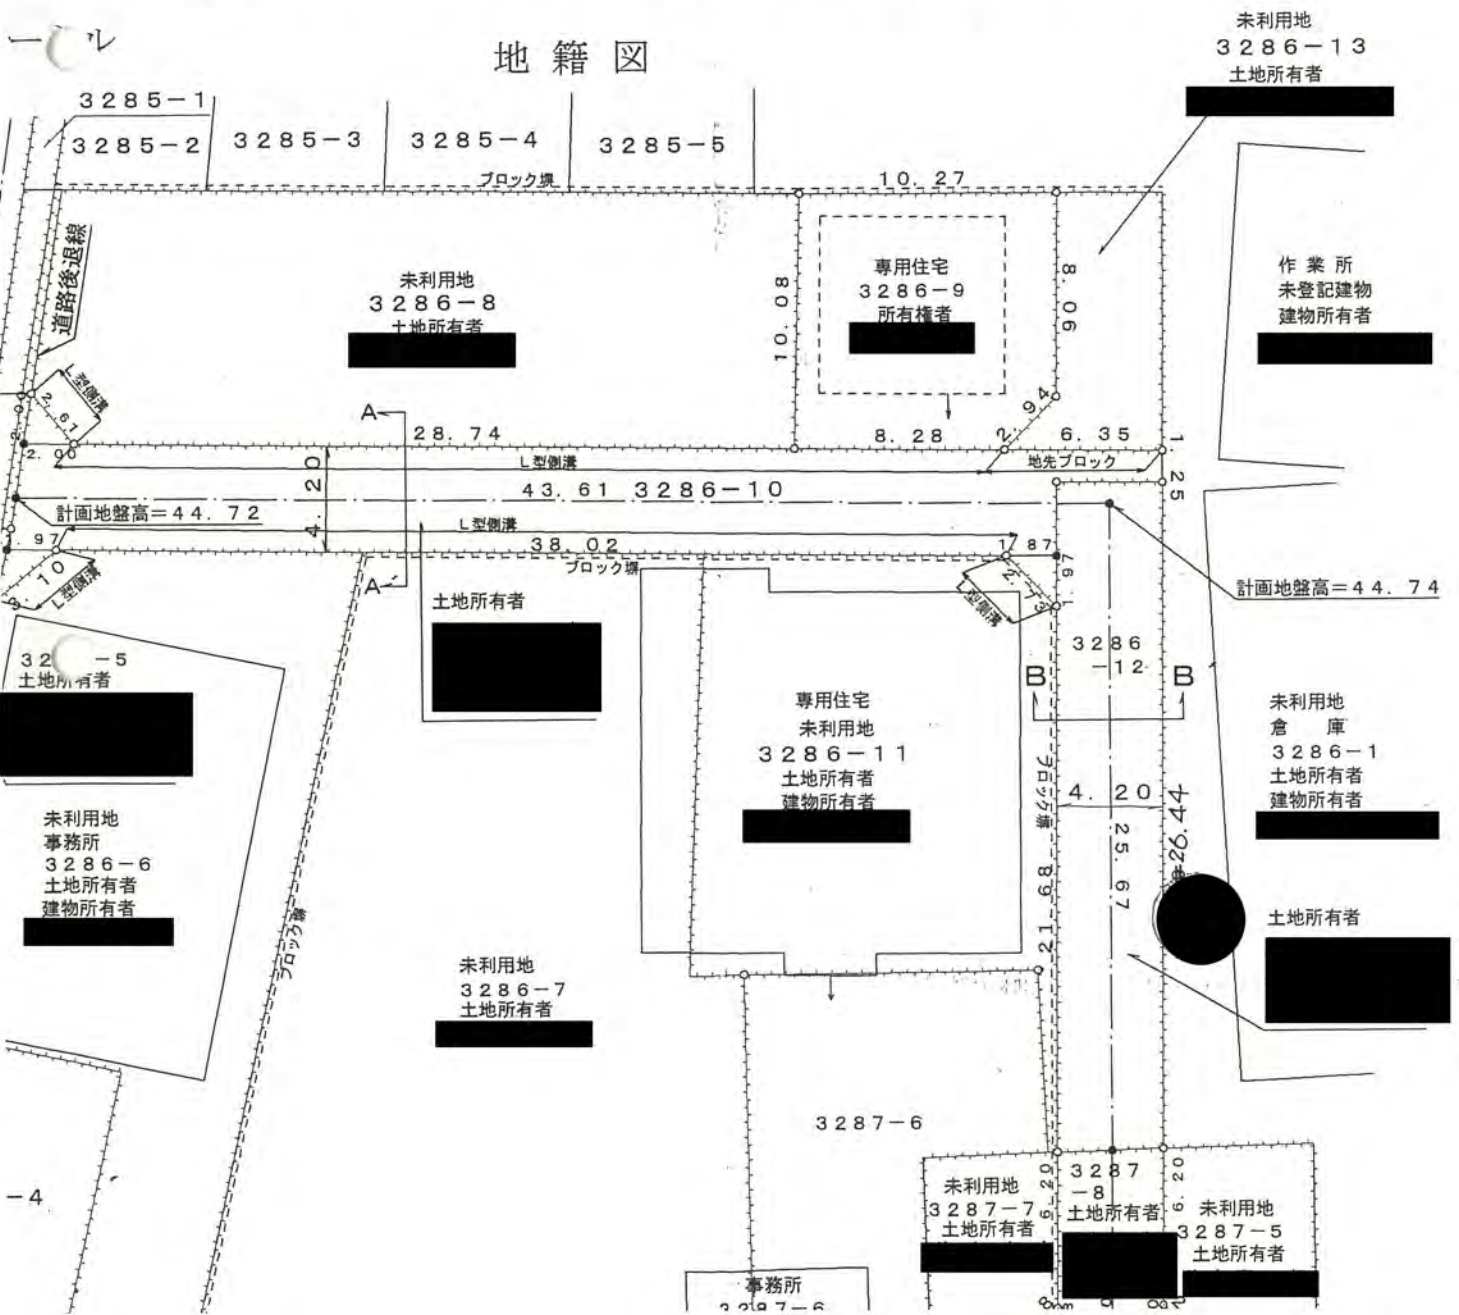 ール
地籍図
未利用地
3286-13
土地所有者
3285-1
3285-2
3285-3
3285-4
3285-5
ブロック塀
10.27
道路後退線
未利用地
3286-8
土地所有者
10.08
専用住宅
3286-9
所有権者
8.06
作業所
未登記建物
建物所有者
L型側溝
2.61
A
28.74
8.28
2.94
6.35
1.25
2.00
4.20
L型側溝
地先ブロック
43.61
3286-10
計画地盤高=44.72
L型側溝
97
38.02
ブロック塀
1.87
1.97
10
L型側溝
A
2.73
L型側溝
計画地盤高=44.74
土地所有者
3286
-12
B
B
32
-5
土地所有者
専用住宅
未利用地
3286-11
土地所有者
建物所有者
未利用地
倉庫
3286-1
土地所有者
建物所有者
ブロック塀
4.20
25.67
26.44
21.68
未利用地
事務所
3286-6
土地所有者
建物所有者
ブロック塀
土地所有者
未利用地
3286-7
土地所有者
3287-6
-4
未利用地
3287-7
土地所有者
6.20
3287
-8
土地所有者
6.20
未利用地
3287-5
土地所有者
事務所
3287-6